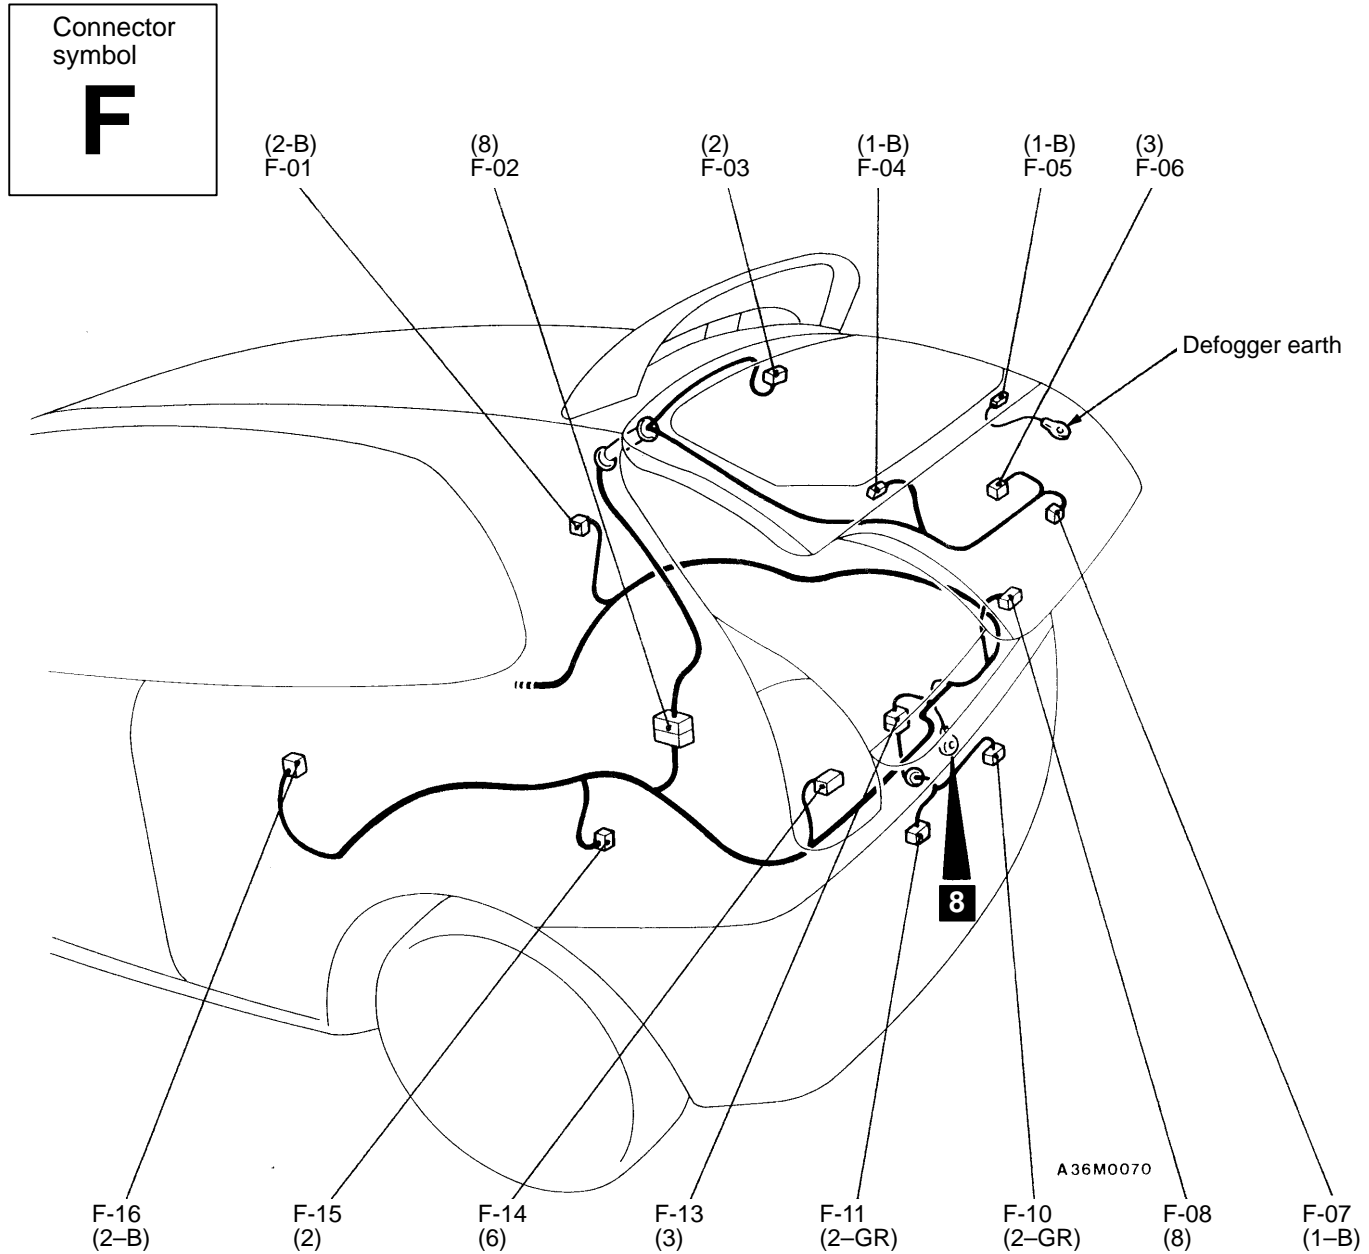 Connector
symbol
F
(2-B)
F-01
(8)
F-02
(2)
F-03
(1-B)
F-04
(1-B)
F-05
(3)
F-06
Defogger earth
8
A36M0070
F-16
(2–B)
F-15
(2)
F-14
(6)
F-13
(3)
F-11
(2–GR)
F-10
(2–GR)
F-08
(8)
F-07
(1–B)